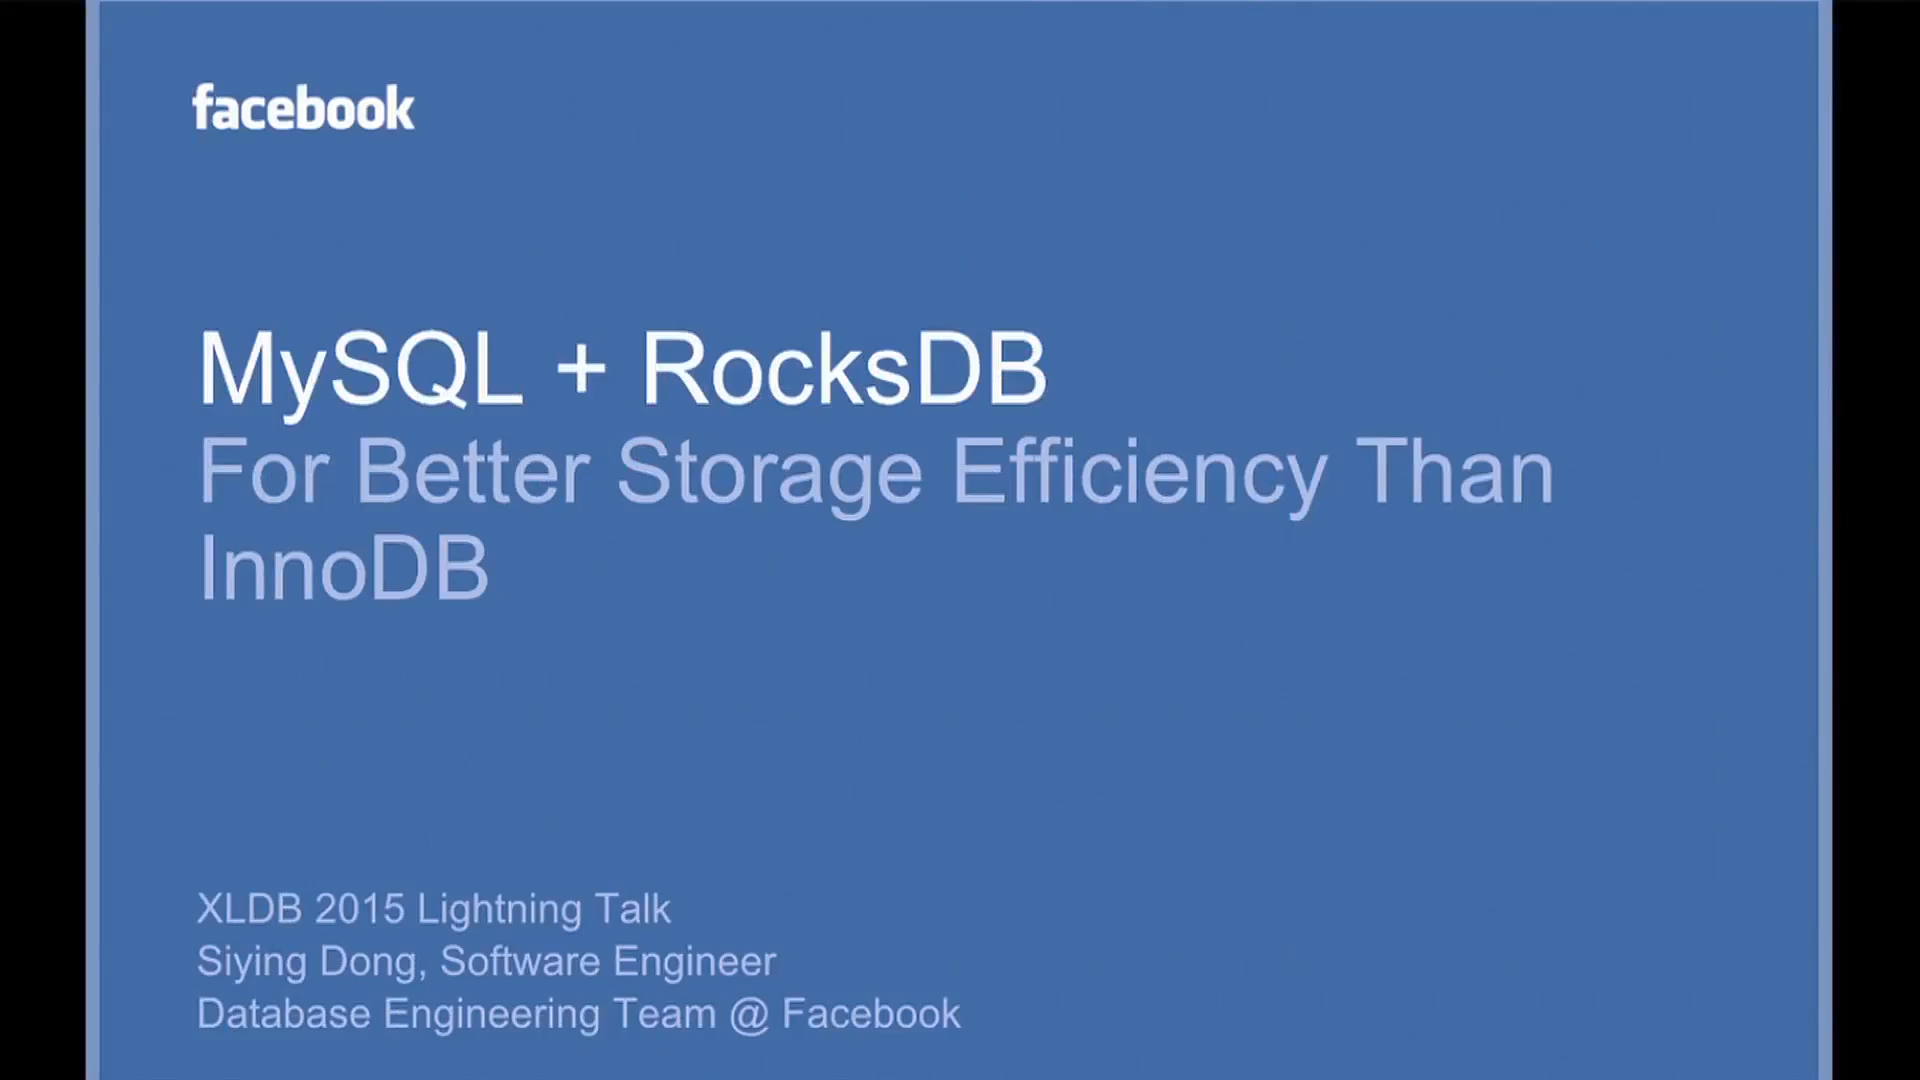 facebook
MySQL + RocksDB
For Better Storage Efficiency Than
InnoDB
XLDB 2015 Lightning Talk
Siying Dong, Software Engineer
Database Engineering Team @ Facebook